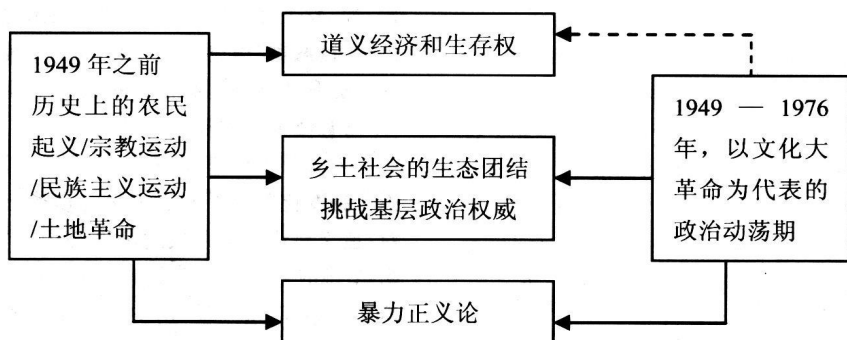 道义经济和生存权
1949 年之前
历史上的农民
起义/宗教运动
/民族主义运动
/土地革命
乡土社会的生态团结
挑战基层政治权威
1949 — 1976
年，以文化大
革命为代表的
政治动荡期
暴力正义论